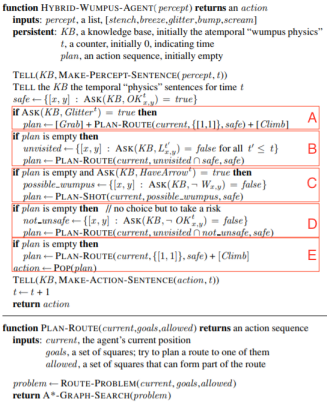 function HYBRID-WUMPUS-AGENT( percept) returns an action
inputs: percept, a list, [stench,breeze,glitter,bump,scream]
persistent: KB, a knowledge base, initially the atemporal "wumpus physics"
t, a counter, initially 0, indicating time
plan, an action sequence, initially empty
TELL(KB, MAKE-PERCEPT-SENTENCE( percept, t))
TELL the KB the temporal "physics" sentences for time t
safe ← {[x, y] : ASK(KB, OK^t_{x,y}) = true}
if ASK(KB, Glitter^t) = true then A
plan ← [Grab] + PLAN-ROUTE(current, {[1,1]}, safe) + [Climb]
if plan is empty then B
unvisited ← {[x, y] : ASK(KB, L^{t'}_{x,y}) = false for all t' ≤ t}
plan ← PLAN-ROUTE(current, unvisited ∩ safe, safe)
if plan is empty and ASK(KB, HaveArrow^t) = true then C
possible_wumpus ← {[x, y] : ASK(KB, ¬ W_{x,y}) = false}
plan ← PLAN-SHOT(current, possible_wumpus, safe)
if plan is empty then // no choice but to take a risk D
not_unsafe ← {[x, y] : ASK(KB, ¬ OK^t_{x,y}) = false}
plan ← PLAN-ROUTE(current, unvisited ∩ not_unsafe, safe)
if plan is empty then E
plan ← PLAN-ROUTE(current, {[1, 1]}, safe) + [Climb]
action ← POP(plan)
TELL(KB, MAKE-ACTION-SENTENCE(action, t))
t ← t + 1
return action
function PLAN-ROUTE(current,goals,allowed) returns an action sequence
inputs: current, the agent's current position
goals, a set of squares; try to plan a route to one of them
allowed, a set of squares that can form part of the route
problem ← ROUTE-PROBLEM(current, goals,allowed)
return A*-GRAPH-SEARCH(problem)